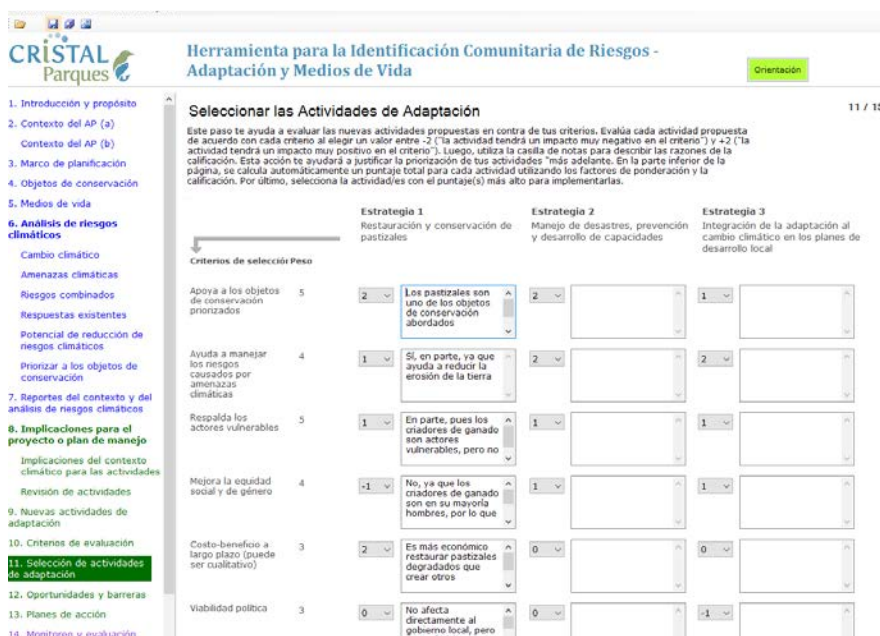 CRiSTAL
Parques
Herramienta para la Identificación Comunitaria de Riesgos -
Adaptación y Medios de Vida
Orientación
1. Introducción y propósito
2. Contexto del AP (a)
Contexto del AP (b)
3. Marco de planificación
4. Objetos de conservación
5. Medios de vida
6. Análisis de riesgos
climáticos
Cambio climático
Amenazas climáticas
Riesgos combinados
Respuestas existentes
Potencial de reducción de
riesgos climáticos
Priorizar a los objetos de
conservación
7. Reportes del contexto y del
análisis de riesgos climáticos
8. Implicaciones para el
proyecto o plan de manejo
Implicaciones del contexto
climático para las actividades
Revisión de actividades
9. Nuevas actividades de
adaptación
10. Criterios de evaluación
11. Selección de actividades
de adaptación
12. Oportunidades y barreras
13. Planes de acción
14. Monitoreo y evaluación
Seleccionar las Actividades de Adaptación
11 / 15
Este paso te ayuda a evaluar las nuevas actividades propuestas en contra de tus criterios. Evalúa cada actividad propuesta
de acuerdo con cada criterio al elegir un valor entre -2 ("la actividad tendrá un impacto muy negativo en el criterio") y +2 ("la
actividad tendrá un impacto muy positivo en el criterio"). Luego, utiliza la casilla de notas para describir las razones de la
calificación. Esta acción te ayudará a justificar la priorización de tus actividades "más adelante. En la parte inferior de la
página, se calcula automáticamente un puntaje total para cada actividad utilizando los factores de ponderación y la
calificación. Por último, selecciona la actividad/es con el puntaje(s) más alto para implementarlas.
Estrategia 1
Restauración y conservación de
pastizales
Estrategia 2
Manejo de desastres, prevención
y desarrollo de capacidades
Estrategia 3
Integración de la adaptación al
cambio climático en los planes de
desarrollo local
Criterios de selección Peso
Apoya a los objetos
de conservación
priorizados
5
2
Los pastizales son
uno de los objetos
de conservación
abordados
2
1
Ayuda a manejar
los riesgos
causados por
amenazas
climáticas
4
1
Sí, en parte, ya que
ayuda a reducir la
erosión de la tierra
2
2
Respalda los
actores vulnerables
5
1
En parte, pues los
criadores de ganado
son actores
vulnerables, pero no
1
1
Mejora la equidad
social y de género
4
-1
No, ya que los
criadores de ganado
son en su mayoría
hombres, por lo que
1
1
Costo-beneficio a
largo plazo (puede
ser cualitativo)
3
2
Es más económico
restaurar pastizales
degradados que
crear otros
0
0
Viabilidad política
3
0
No afecta
directamente al
gobierno local, pero
0
-1